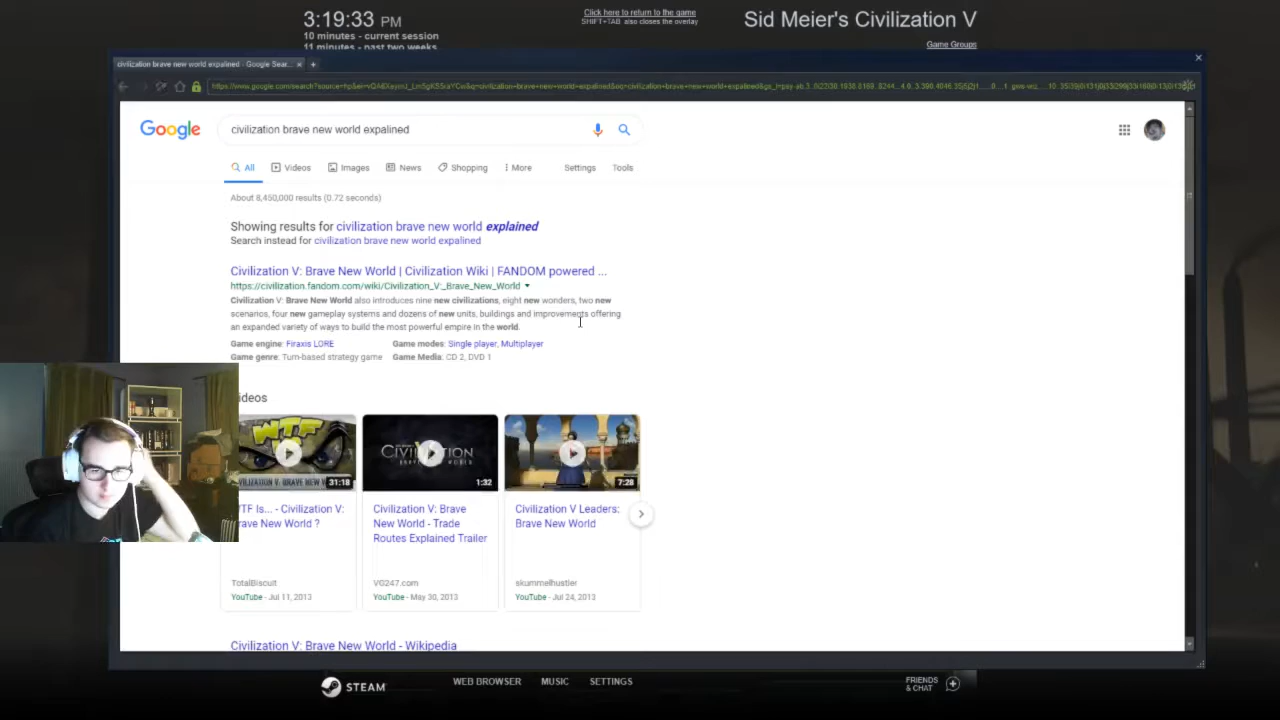 3:19:33 PM
10 minutes - current session
11 minutes - past two weeks
Click here to return to the game
SHIFT+TAB also closes the overlay
Sid Meier's Civilization V
Game Groups
civilization brave new world expalined - Google Sear...
Google
civilization brave new world expalined
All Videos Images News Shopping More Settings Tools
About 8,450,000 results (0.72 seconds)
Showing results for civilization brave new world explained
Search instead for civilization brave new world expalined
Civilization V: Brave New World | Civilization Wiki | FANDOM powered ...
https://civilization.fandom.com/wiki/Civilization_V:_Brave_New_World
Civilization V: Brave New World also introduces nine new civilizations, eight new wonders, two new
scenarios, four new gameplay systems and dozens of new units, buildings and improvements offering
an expanded variety of ways to build the most powerful empire in the world.
Game engine: Firaxis LORE Game modes: Single player, Multiplayer
Game genre: Turn-based strategy game Game Media: CD 2, DVD 1
ideos
WTF
31:18
CIVILIZATION
1:32
7:28
WTF Is... - Civilization V:
Brave New World ?
TotalBiscuit
YouTube - Jul 11, 2013
Civilization V: Brave
New World - Trade
Routes Explained Trailer
VG247.com
YouTube - May 30, 2013
Civilization V Leaders:
Brave New World
skummelhustler
YouTube - Jul 24, 2013
Civilization V: Brave New World - Wikipedia
STEAM
WEB BROWSER MUSIC SETTINGS
FRIENDS
& CHAT